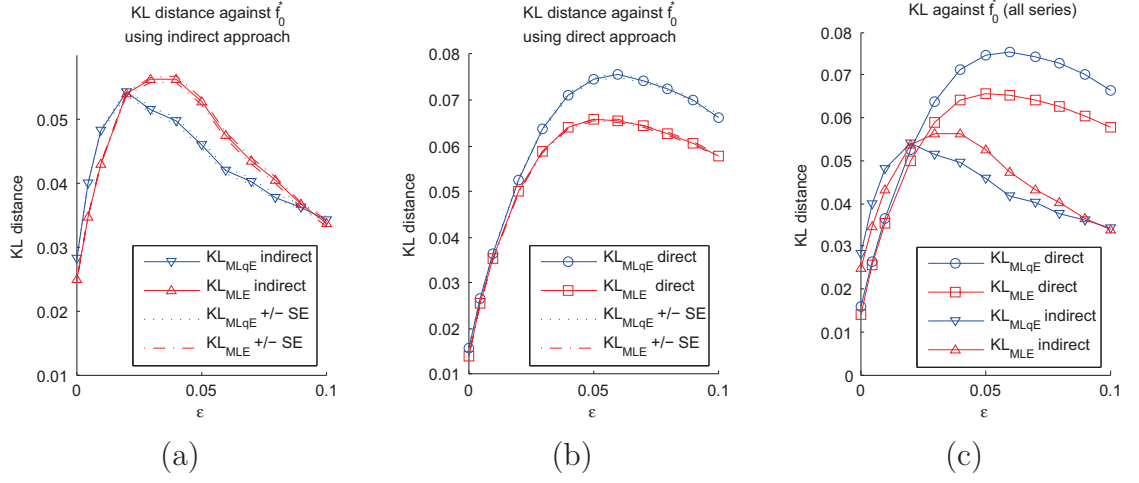 KL distance against f*0
using indirect approach
KL distance
0.05
0.04
0.03
0.02
0.01
0
0.05
0.1
ε
KLMLqE indirect
KLMLE indirect
KLMLqE +/− SE
KLMLE +/− SE
(a)
KL distance against f*0
using direct approach
KL distance
0.08
0.07
0.06
0.05
0.04
0.03
0.02
0.01
0
0.05
0.1
ε
KLMLqE direct
KLMLE direct
KLMLqE +/− SE
KLMLE +/− SE
(b)
KL against f*0 (all series)
KL distance
0.08
0.07
0.06
0.05
0.04
0.03
0.02
0.01
0
0
0.05
0.1
ε
KLMLqE direct
KLMLE direct
KLMLqE indirect
KLMLE indirect
(c)